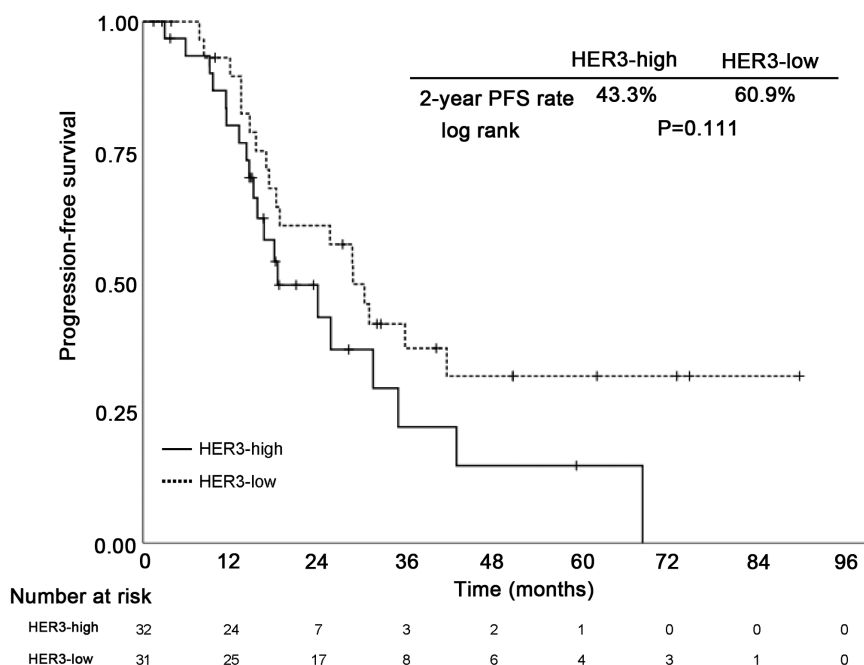 1.00
0.75
0.50
0.25
0.00
Progression-free survival
HER3-high HER3-low
2-year PFS rate 43.3% 60.9%
log rank P=0.111
HER3-high
HER3-low
0 12 24 36 48 60 72 84 96
Time (months)
Number at risk
HER3-high 32 24 7 3 2 1 0 0 0
HER3-low 31 25 17 8 6 4 3 1 0